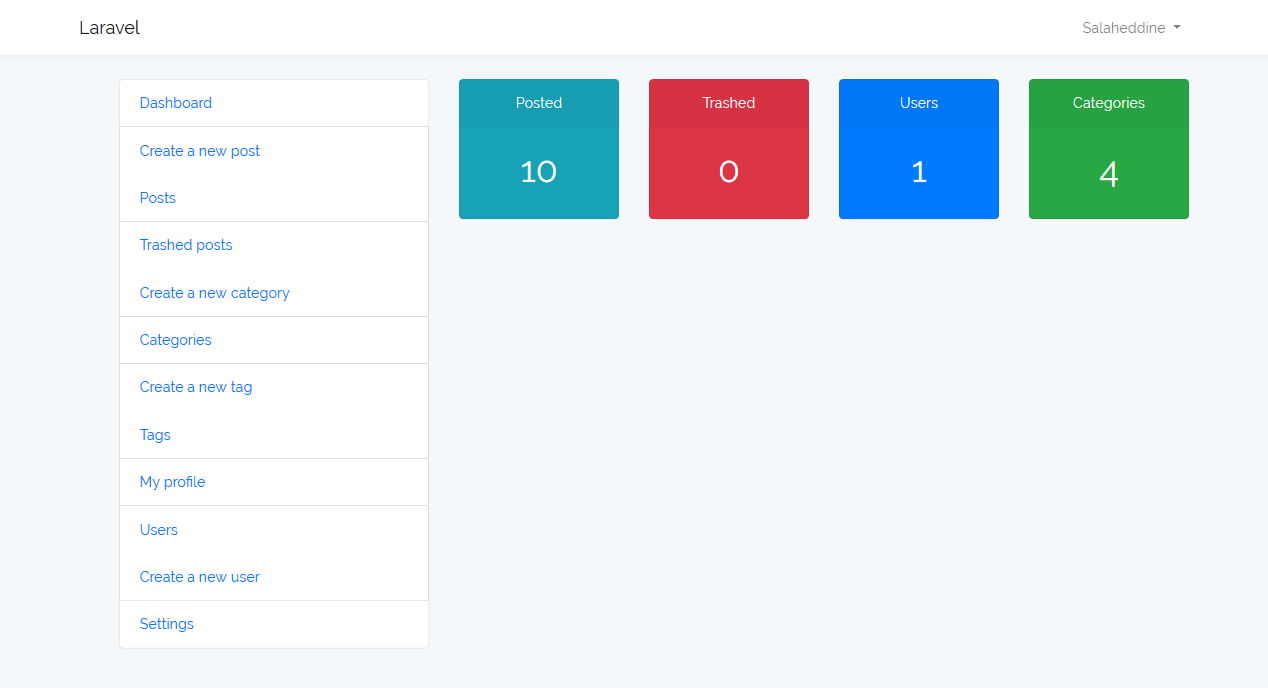 Laravel
Salaheddine
Dashboard
Create a new post
Posts
Trashed posts
Create a new category
Categories
Create a new tag
Tags
My profile
Users
Create a new user
Settings
Posted
10
Trashed
0
Users
1
Categories
4